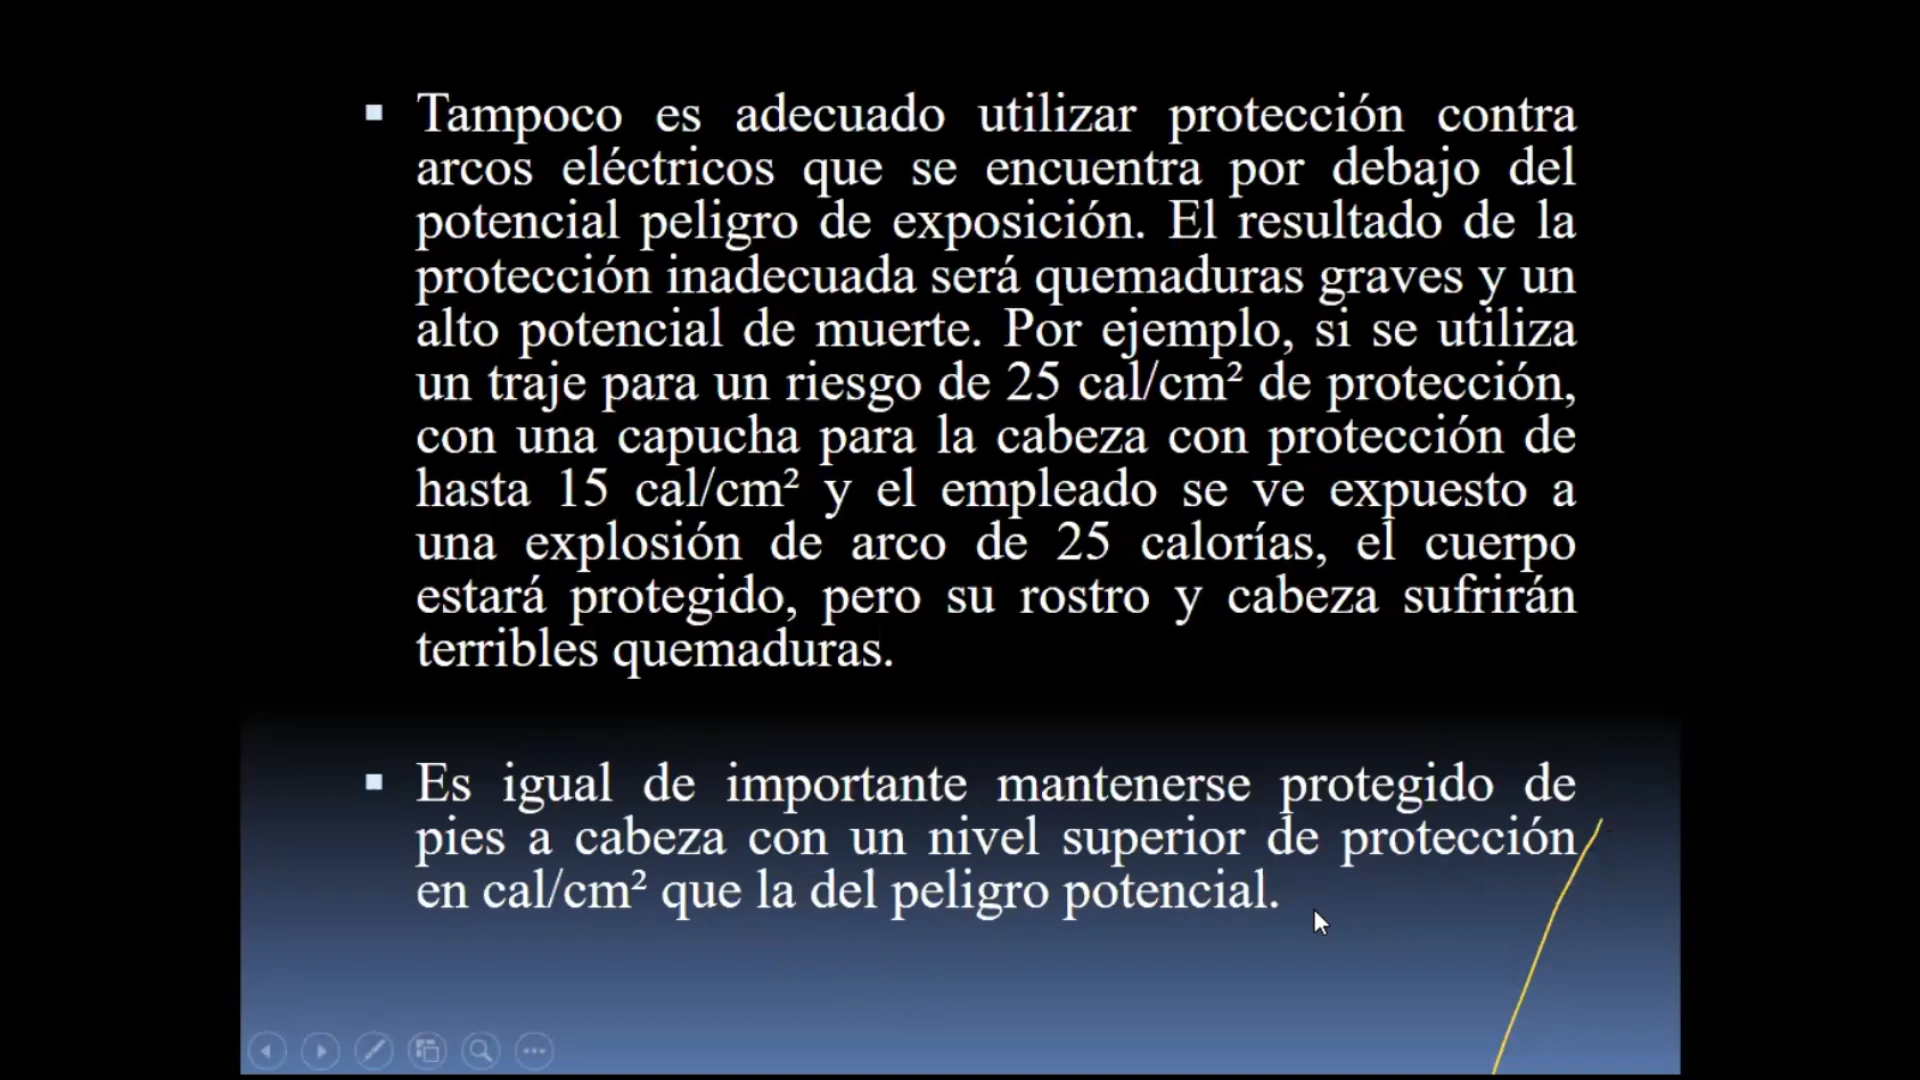 ▪ Tampoco es adecuado utilizar protección contra
arcos eléctricos que se encuentra por debajo del
potencial peligro de exposición. El resultado de la
protección inadecuada será quemaduras graves y un
alto potencial de muerte. Por ejemplo, si se utiliza
un traje para un riesgo de 25 cal/cm² de protección,
con una capucha para la cabeza con protección de
hasta 15 cal/cm² y el empleado se ve expuesto a
una explosión de arco de 25 calorías, el cuerpo
estará protegido, pero su rostro y cabeza sufrirán
terribles quemaduras.
▪ Es igual de importante mantenerse protegido de
pies a cabeza con un nivel superior de protección
en cal/cm² que la del peligro potencial.